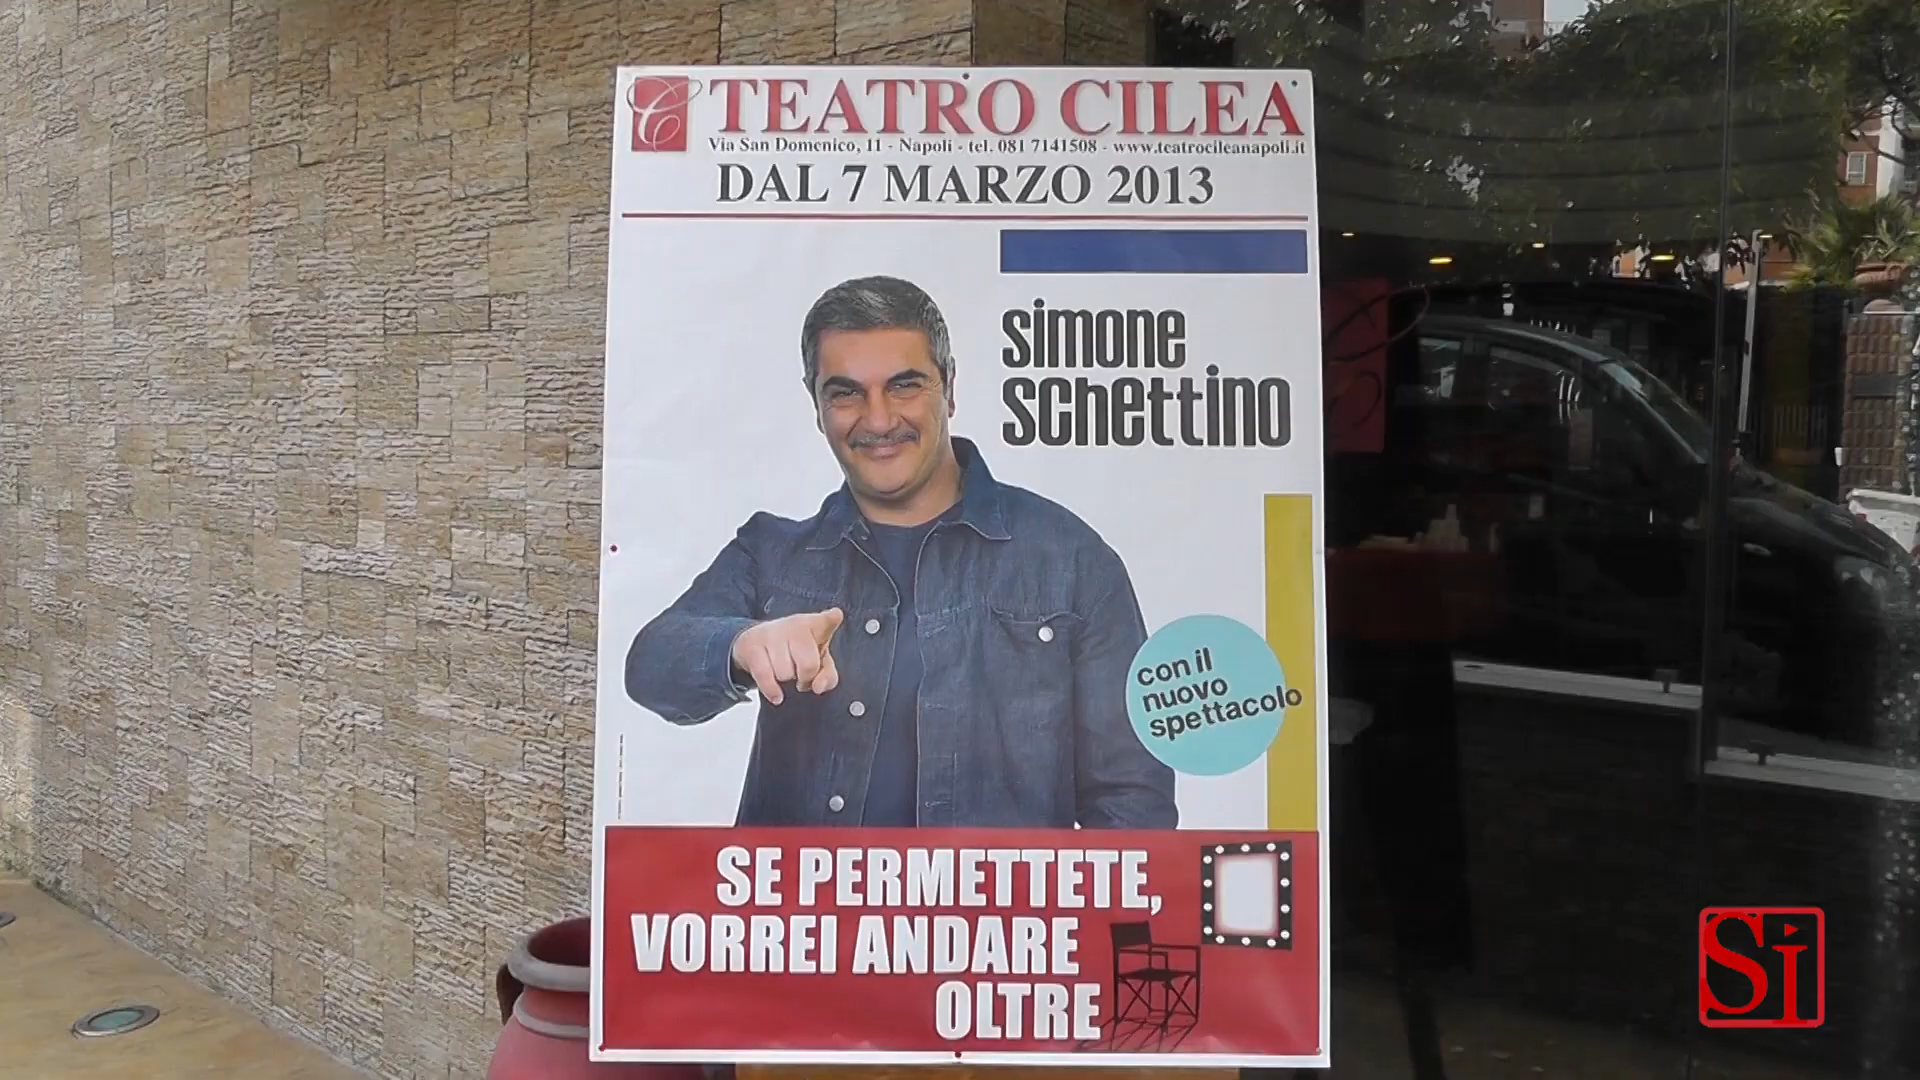 TEATRO CILEA
Via San Domenico, 11 - Napoli - tel. 081 7141508 - www.teatrocileanapoli.it
DAL 7 MARZO 2013
simone
schettino
con il
nuovo
spettacolo
SE PERMETTETE,
VORREI ANDARE
OLTRE
Si